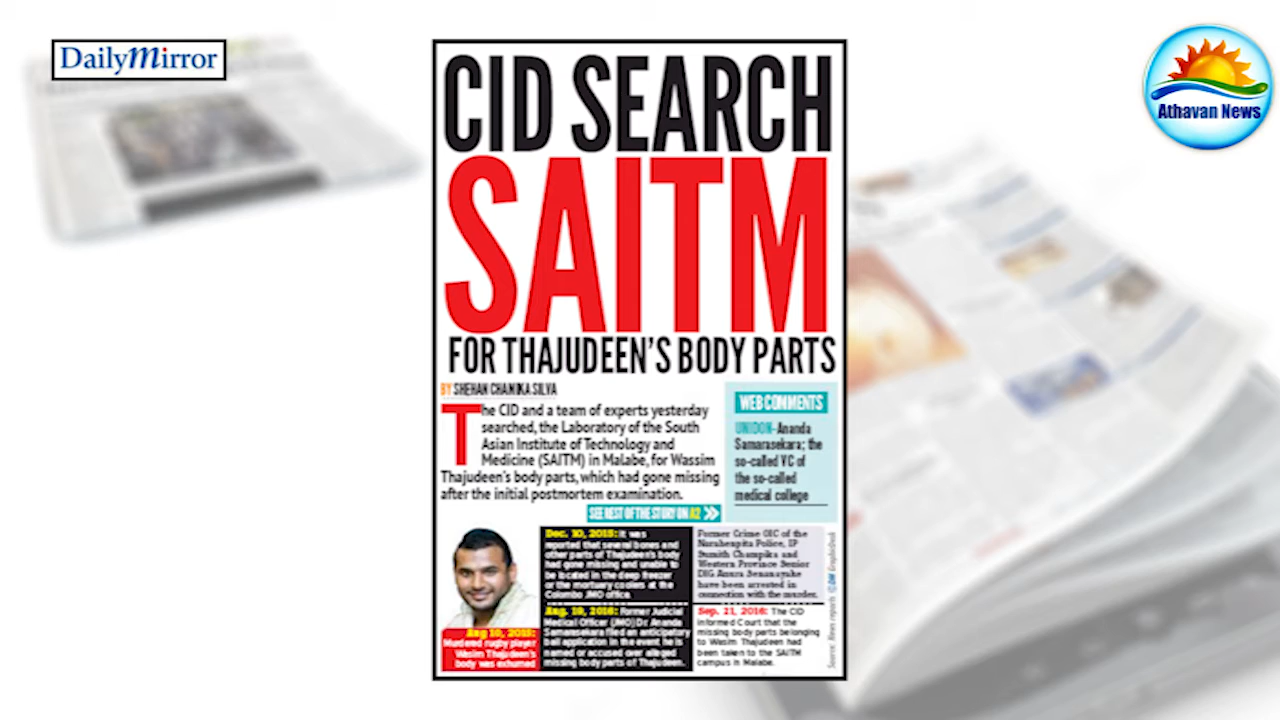 DailyMirror
Athavan News
CID SEARCH
SAITM
FOR THAJUDEEN'S BODY PARTS
BY SHEHAN CHAMIKA SILVA
The CID and a team of experts yesterday
searched, the Laboratory of the South
Asian Institute of Technology and
Medicine (SAITM) in Malabe, for Wassim
Thajudeen's body parts, which had gone missing
after the initial postmortem examination.
SEE REST OF THE STORY ON A2
WEB COMMENTS
UNIDON-Ananda
Samarasekara; the
so-called VC of
the so-called
medical college
Aug 10, 2015:
Murdered rugby player
Wasim Thajudeen's
body was exhumed
Dec. 10, 2015: It was
reported that several bones and
other parts of Thajudeen's body
had gone missing and unable to
be located in the deep freezer
or the mortuary coolers at the
Colombo JMO office.
Aug. 19, 2016: Former Judicial
Medical Officer (JMO) Dr Ananda
Samarasekara filed an anticipatory
bail application in the event he is
named or accused over alleged
missing body parts of Thajudeen.
Former Crime OIC of the
Narahenpita Police, IP
Sumith Champika and
Western Province Senior
DIG Anura Senanayake
have been arrested in
connection with the murder.
Sep. 21, 2016: The CID
informed Court that the
missing body parts belonging
to Wasim Thajudeen had
been taken to the SAITM
campus in Malabe.
Source: News reports ©DM GraphicDesk